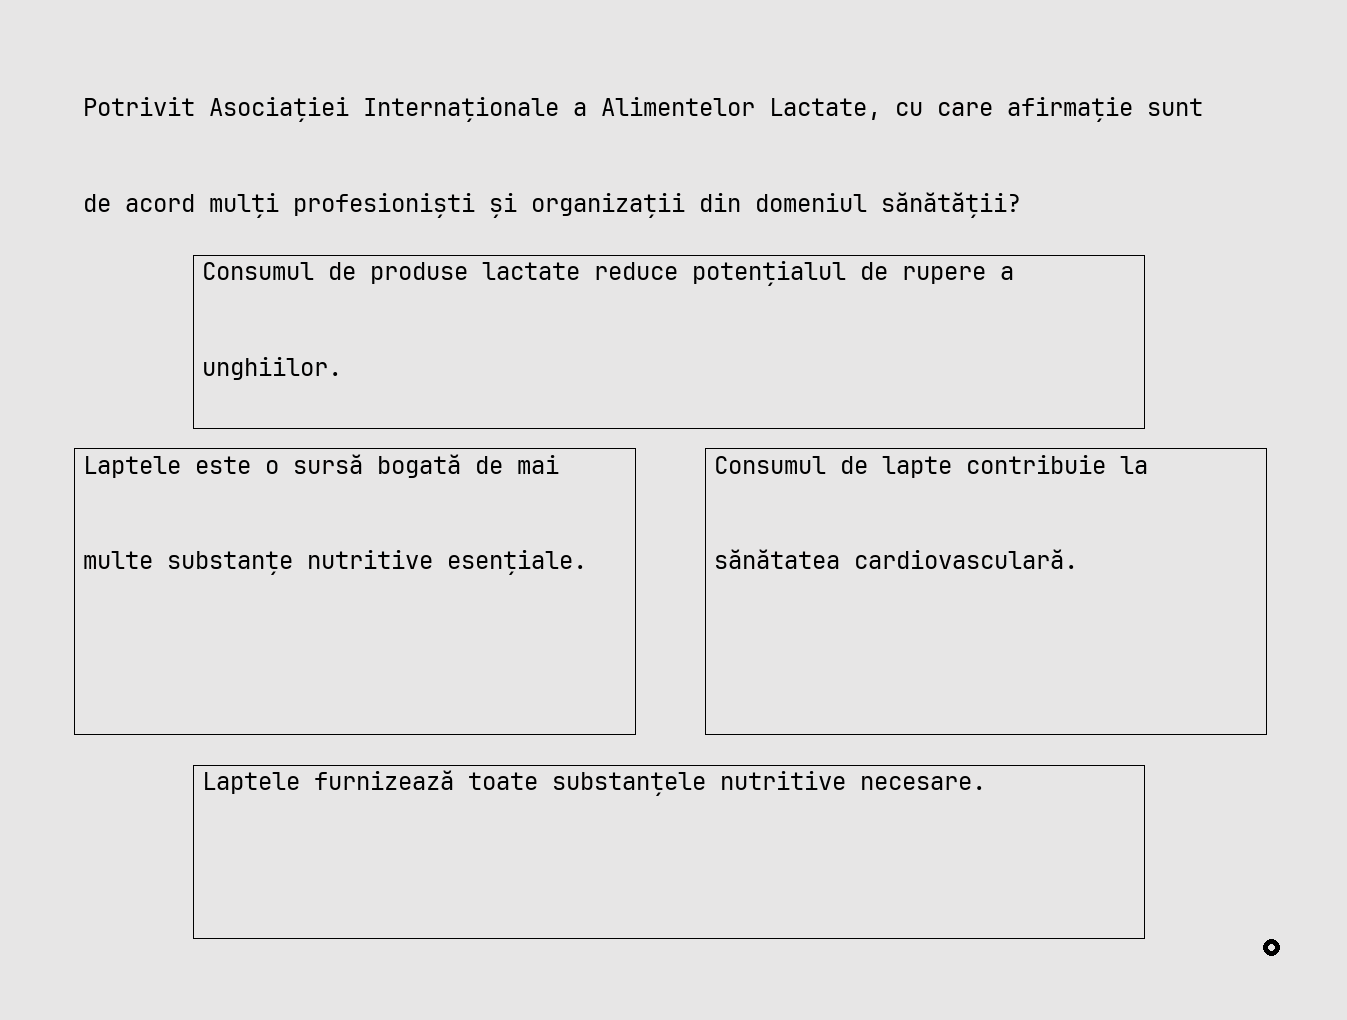 Potrivit Asociației Internaționale a Alimentelor Lactate, cu care afirmație sunt
de acord mulți profesioniști și organizații din domeniul sănătății?
Consumul de produse lactate reduce potențialul de rupere a
unghiilor.
Laptele este o sursă bogată de mai
multe substanțe nutritive esențiale.
Consumul de lapte contribuie la
sănătatea cardiovasculară.
Laptele furnizează toate substanțele nutritive necesare.